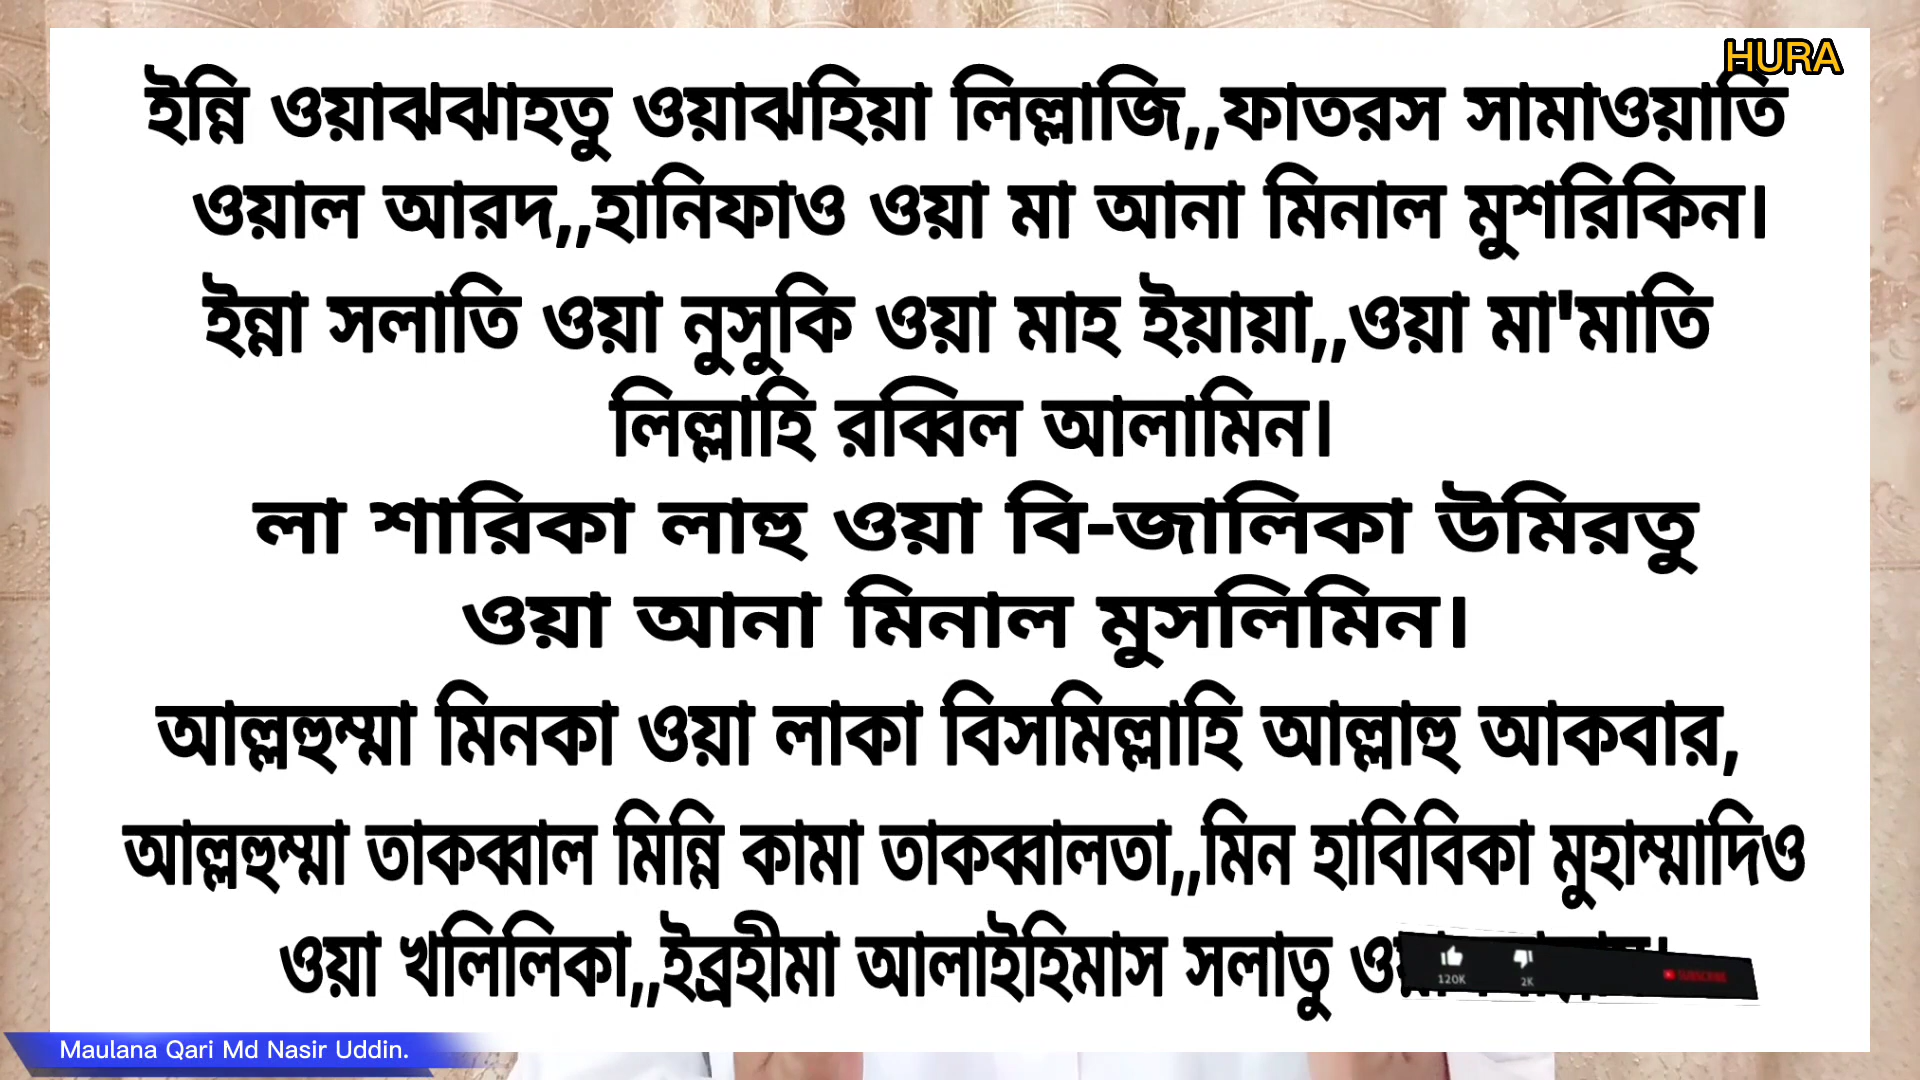 HURA
ইন্নি ওয়াঝঝাহতু ওয়াঝহিয়া লিল্লাজি,,ফাতরস সামাওয়াতি
ওয়াল আরদ,,হানিফাও ওয়া মা আনা মিনাল মুশরিকিন।
ইন্না সলাতি ওয়া নুসুকি ওয়া মাহ ইয়ায়া,,ওয়া মা'মাতি
লিল্লাহি রব্বিল আলামিন।
লা শারিকা লাহু ওয়া বি-জালিকা উমিরতু
ওয়া আনা মিনাল মুসলিমিন।
আল্লহুম্মা মিনকা ওয়া লাকা বিসমিল্লাহি আল্লাহু আকবার,
আল্লহুম্মা তাকব্বাল মিন্নি কামা তাকব্বালতা,,মিন হাবিবিকা মুহাম্মাদিও
ওয়া খলিলিকা,,ইব্রহীমা আলাইহিমাস সলাতু
120K 2K SUBSCRIBE
Maulana Qari Md Nasir Uddin.